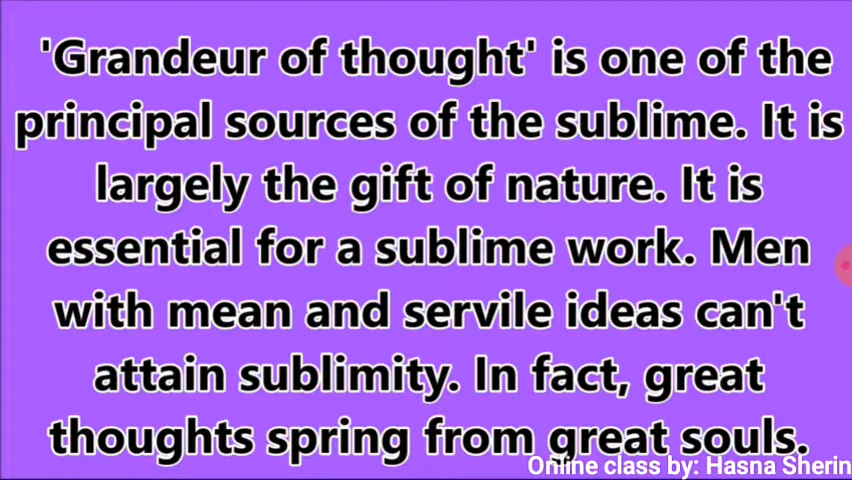 'Grandeur of thought' is one of the
principal sources of the sublime. It is
largely the gift of nature. It is
essential for a sublime work. Men
with mean and servile ideas can't
attain sublimity. In fact, great
thoughts spring from great souls.
Online class by: Hasna Sherin